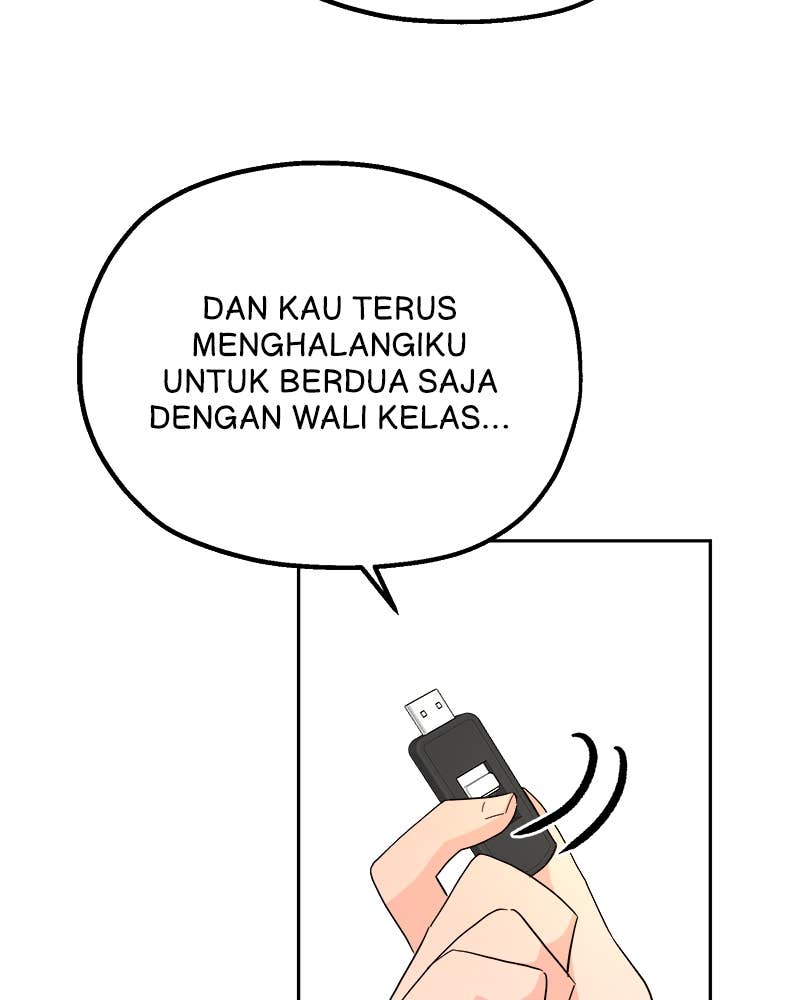 DAN KAU TERUS
MENGHALANGIKU
UNTUK BERDUA SAJA
DENGAN WALI KELAS...